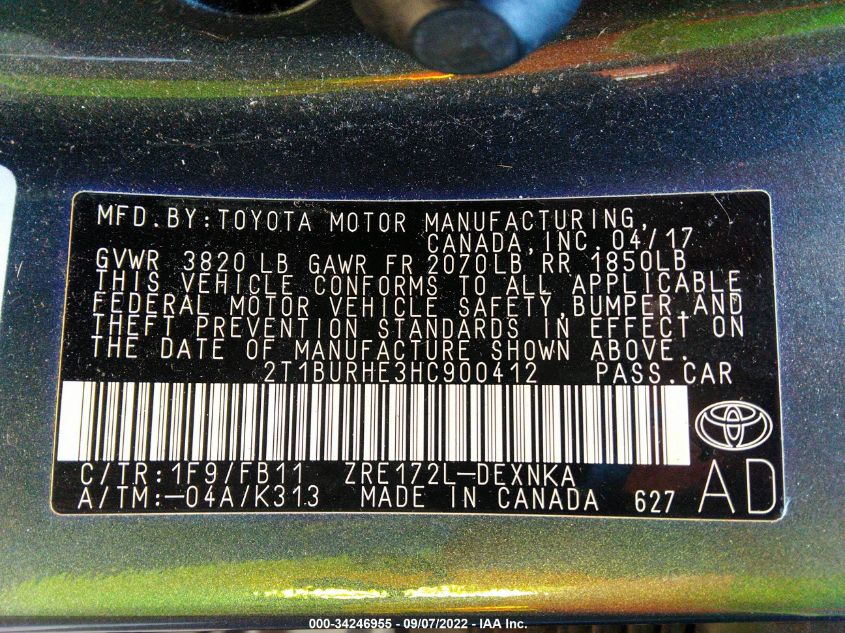 MFD.BY:TOYOTA MOTOR MANUFACTURING,
CANADA,INC.04/17
GVWR 3820 LB GAWR FR 2070LB,RR 1850LB
THIS VEHICLE CONFORMS TO ALL APPLICABLE
FEDERAL MOTOR VEHICLE SAFETY,BUMPER,AND
THEFT PREVENTION STANDARDS IN EFFECT ON
THE DATE OF MANUFACTURE SHOWN ABOVE.
2T1BURHE3HC900412 PASS.CAR
C/TR:1F9/FB11 ZRE172L-DEXNKA
A/TM:-04A/K313 MADE IN CANADA 627 AD
000-34246955 - 09/07/2022 - IAA Inc.